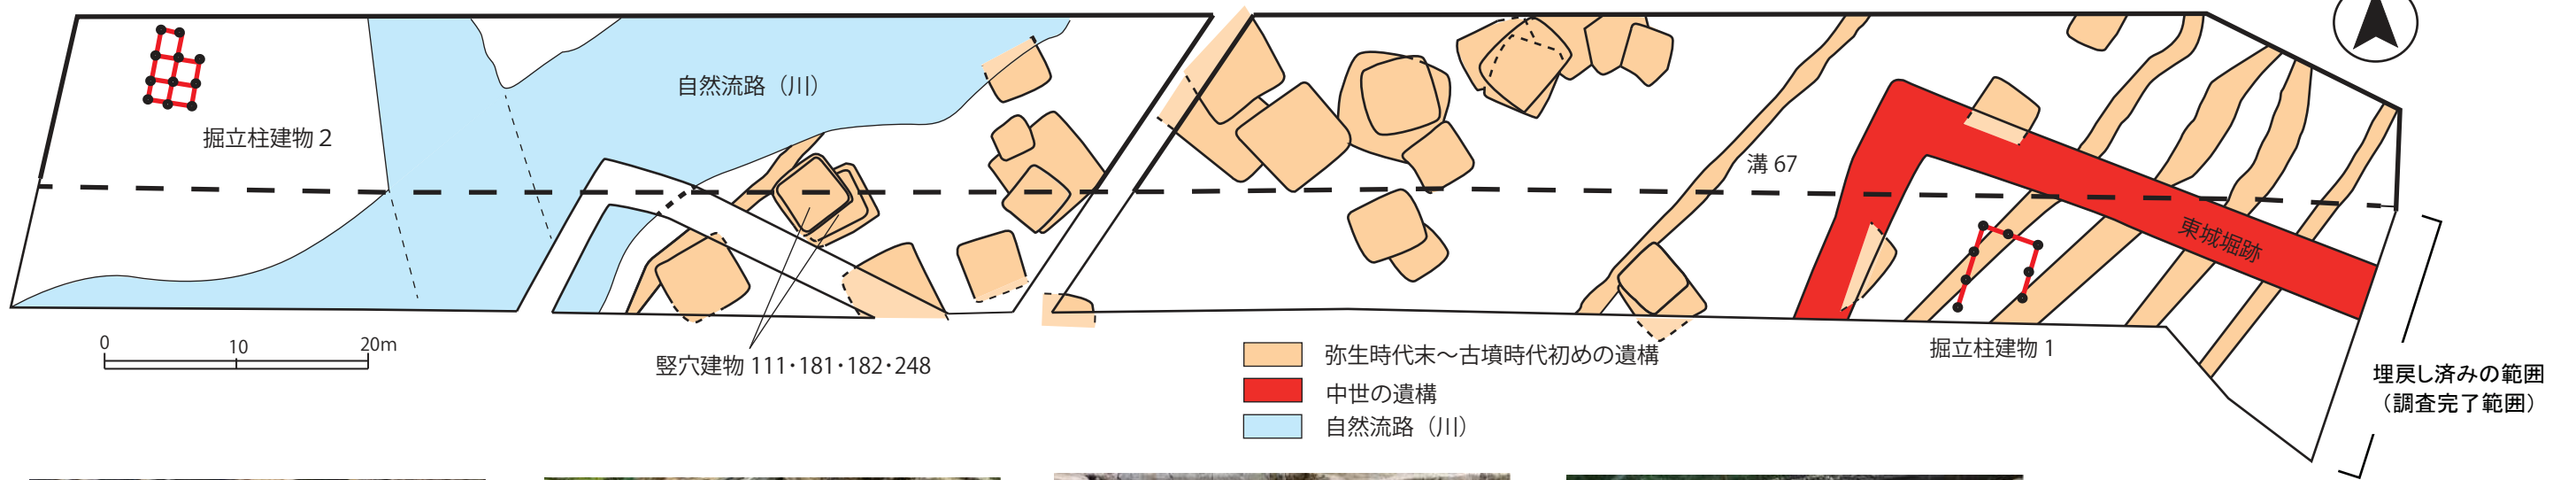 自然流路（川）
掘立柱建物 2
溝 67
東城堀跡
0 10 20m
竪穴建物 111・181・182・248
掘立柱建物 1
弥生時代末～古墳時代初めの遺構
中世の遺構
自然流路（川）
埋戻し済みの範囲
（調査完了範囲）